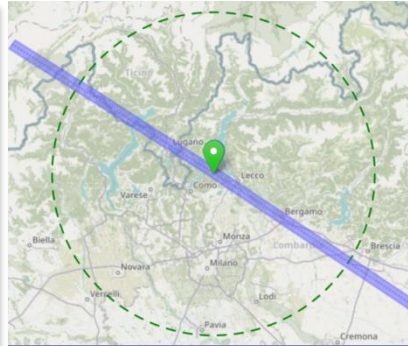 Ticino
Lugano
Lecco
Como
Varese
Bergamo
Monza
Biella
Lombardia
Brescia
Novara
Milano
Vercelli
Lodi
Pavia
Cremona